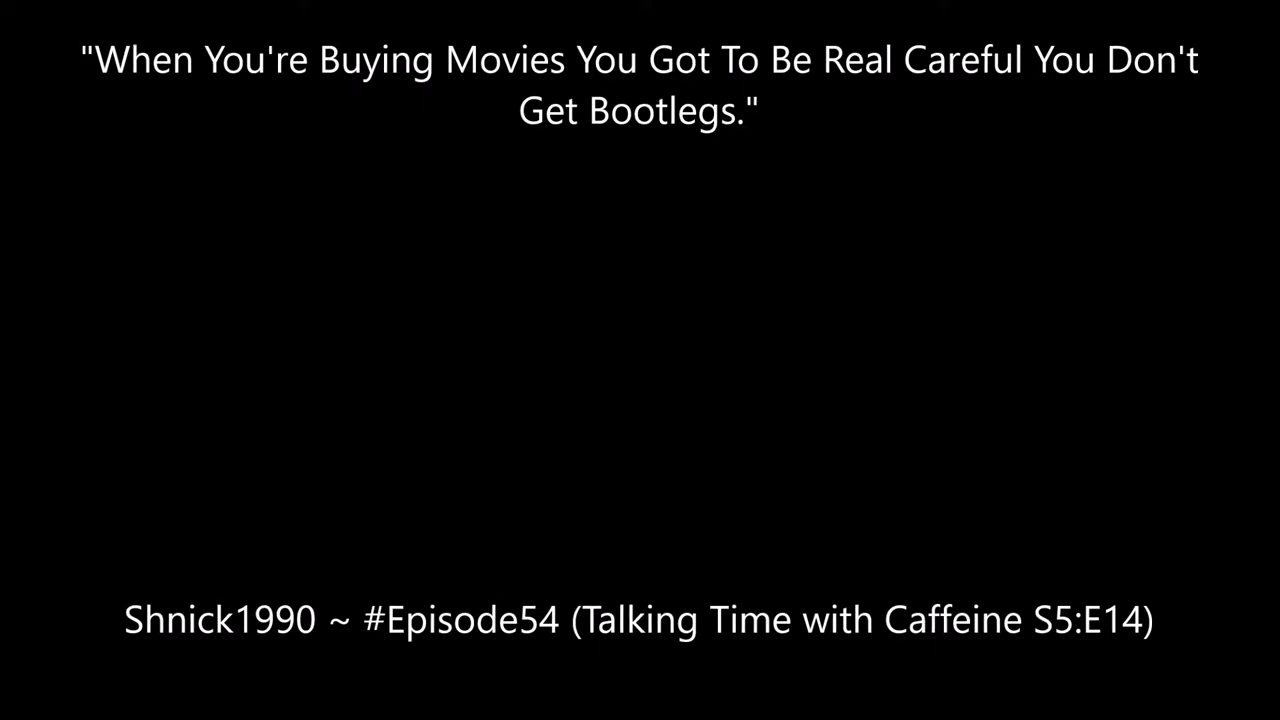 "When You're Buying Movies You Got To Be Real Careful You Don't
Get Bootlegs."
Shnick1990 ~ #Episode54 (Talking Time with Caffeine S5:E14)